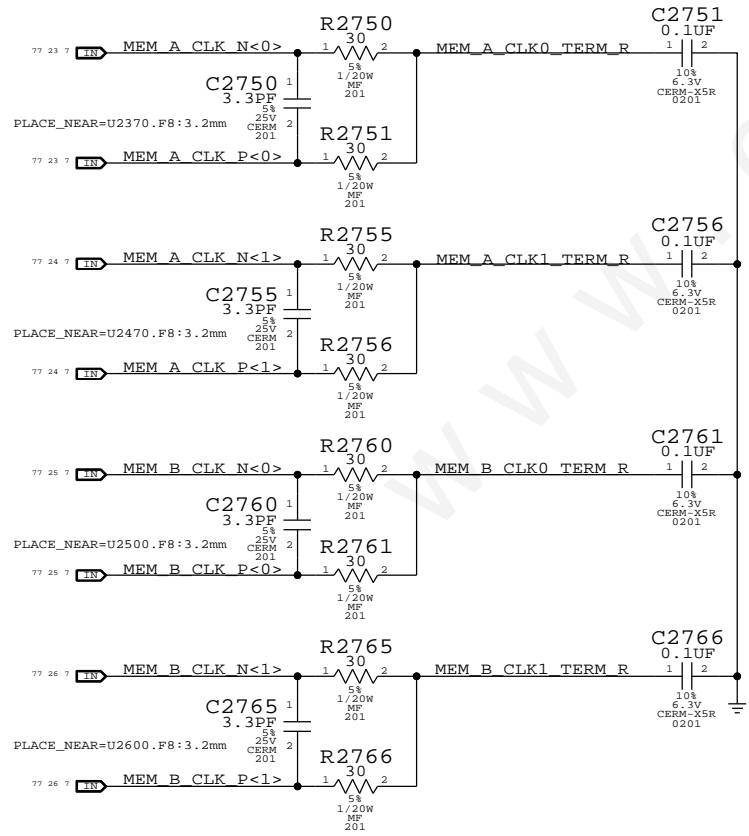 R2750
C2751
30
0.1UF
77 23 7 IN MEM_A_CLK_N<0>
1 2
MEM_A_CLK0_TERM_R
1 2
5%
1/20W
MF
201
10%
6.3V
CERM-X5R
0201
C2750
3.3PF
1
5%
25V
CERM
201
2
PLACE_NEAR=U2370.F8:3.2mm
R2751
30
77 23 7 IN MEM_A_CLK_P<0>
1 2
5%
1/20W
MF
201
R2755
C2756
30
0.1UF
77 24 7 IN MEM_A_CLK_N<1>
1 2
MEM_A_CLK1_TERM_R
1 2
5%
1/20W
MF
201
10%
6.3V
CERM-X5R
0201
C2755
3.3PF
1
5%
25V
CERM
201
2
PLACE_NEAR=U2470.F8:3.2mm
R2756
30
77 24 7 IN MEM_A_CLK_P<1>
1 2
5%
1/20W
MF
201
R2760
C2761
30
0.1UF
77 25 7 IN MEM_B_CLK_N<0>
1 2
MEM_B_CLK0_TERM_R
1 2
5%
1/20W
MF
201
10%
6.3V
CERM-X5R
0201
C2760
3.3PF
1
5%
25V
CERM
201
2
PLACE_NEAR=U2500.F8:3.2mm
R2761
30
77 25 7 IN MEM_B_CLK_P<0>
1 2
5%
1/20W
MF
201
R2765
C2766
30
0.1UF
77 26 7 IN MEM_B_CLK_N<1>
1 2
MEM_B_CLK1_TERM_R
1 2
5%
1/20W
MF
201
10%
6.3V
CERM-X5R
0201
C2765
3.3PF
1
5%
25V
CERM
201
2
PLACE_NEAR=U2600.F8:3.2mm
R2766
30
77 26 7 IN MEM_B_CLK_P<1>
1 2
5%
1/20W
MF
201
www.